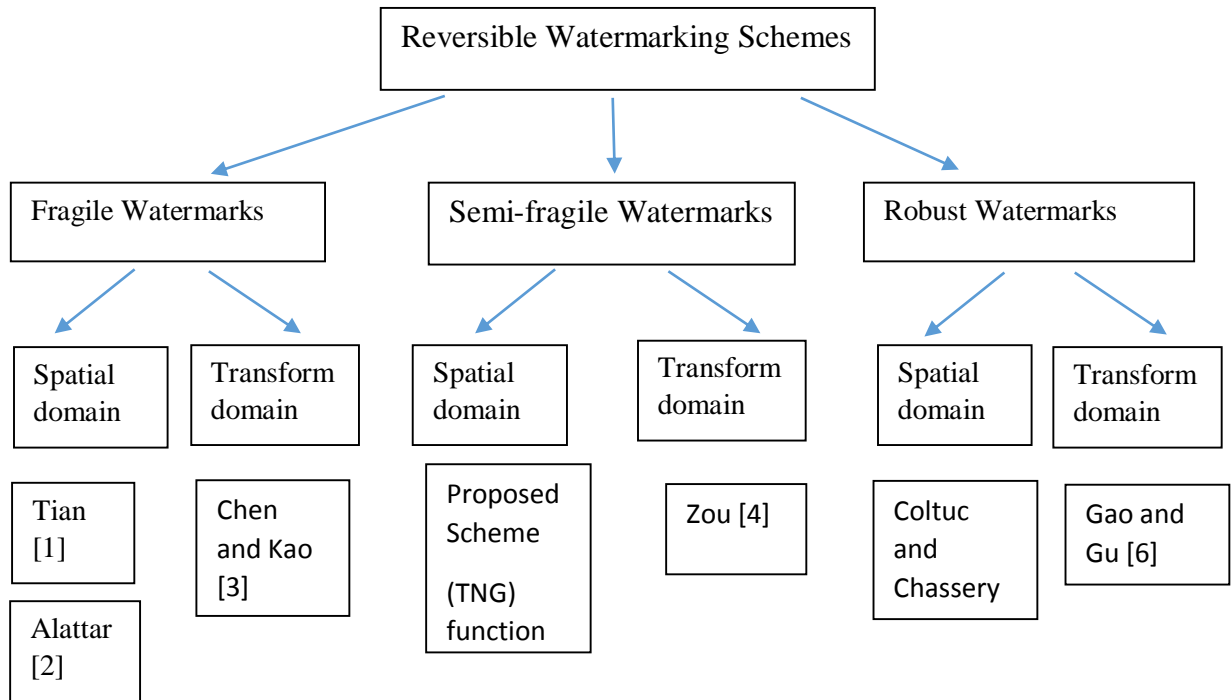 Reversible Watermarking Schemes
Fragile Watermarks
Semi-fragile Watermarks
Robust Watermarks
Spatial
domain
Transform
domain
Spatial
domain
Transform
domain
Spatial
domain
Transform
domain
Tian
[1]
Alattar
[2]
Chen
and Kao
[3]
Proposed
Scheme
(TNG)
function
Zou [4]
Coltuc
and
Chassery
Gao and
Gu [6]